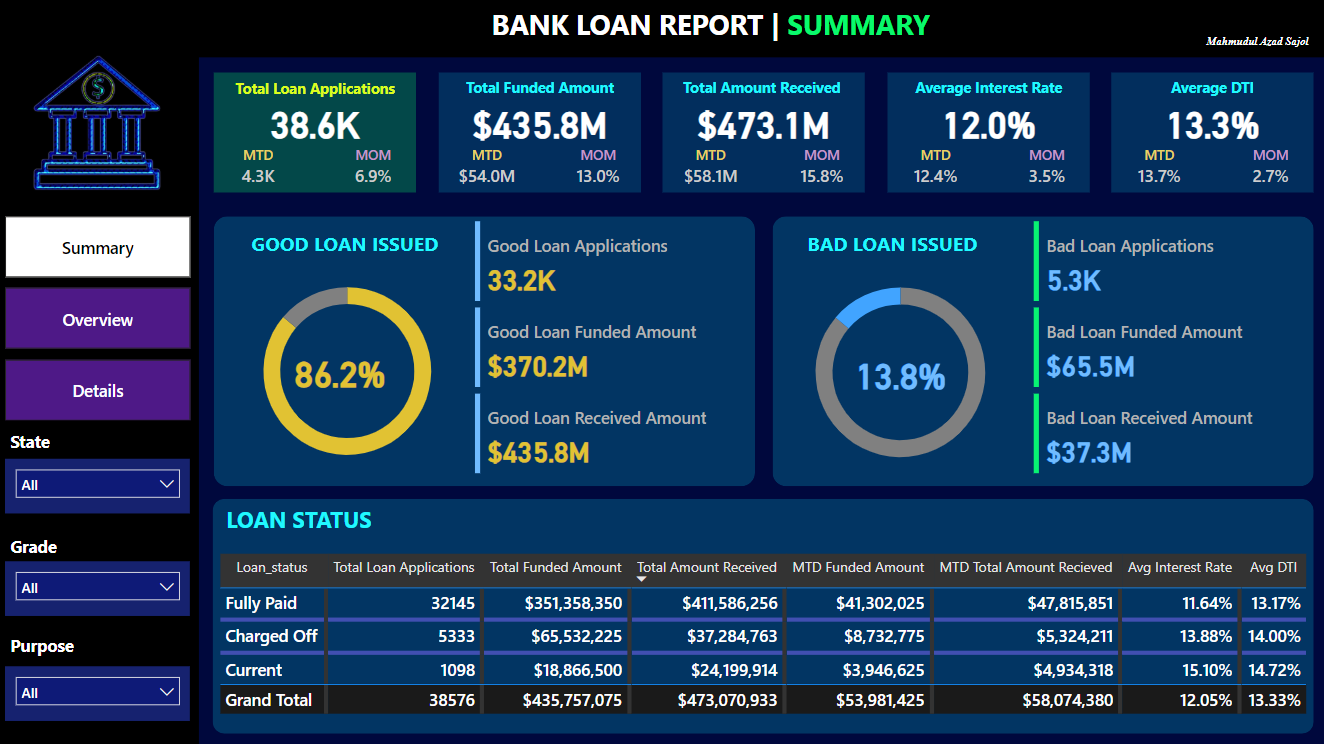 BANK LOAN REPORT | SUMMARY
Mahmudul Azad Sajol
$
Total Loan Applications
38.6K
MTD MOM
4.3K 6.9%
Total Funded Amount
$435.8M
MTD MOM
$54.0M 13.0%
Total Amount Received
$473.1M
MTD MOM
$58.1M 15.8%
Average Interest Rate
12.0%
MTD MOM
12.4% 3.5%
Average DTI
13.3%
MTD MOM
13.7% 2.7%
Summary
Overview
Details
State
All
Grade
All
Purpose
All
GOOD LOAN ISSUED
86.2%
Good Loan Applications
33.2K
Good Loan Funded Amount
$370.2M
Good Loan Received Amount
$435.8M
BAD LOAN ISSUED
13.8%
Bad Loan Applications
5.3K
Bad Loan Funded Amount
$65.5M
Bad Loan Received Amount
$37.3M
LOAN STATUS
Loan_status Total Loan Applications Total Funded Amount Total Amount Received MTD Funded Amount MTD Total Amount Recieved Avg Interest Rate Avg DTI
Fully Paid 32145 $351,358,350 $411,586,256 $41,302,025 $47,815,851 11.64% 13.17%
Charged Off 5333 $65,532,225 $37,284,763 $8,732,775 $5,324,211 13.88% 14.00%
Current 1098 $18,866,500 $24,199,914 $3,946,625 $4,934,318 15.10% 14.72%
Grand Total 38576 $435,757,075 $473,070,933 $53,981,425 $58,074,380 12.05% 13.33%